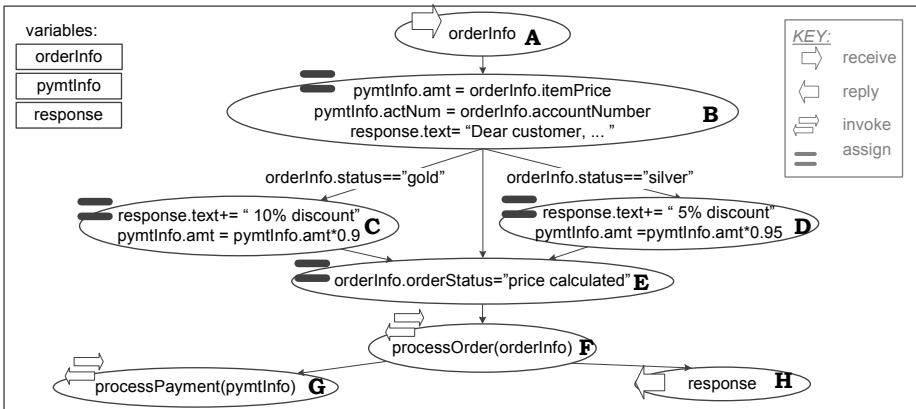 variables:
orderInfo
pymtInfo
response
orderInfo A
pymtInfo.amt = orderInfo.itemPrice
pymtInfo.actNum = orderInfo.accountNumber
response.text= “Dear customer, ... ”
B
KEY:
receive
reply
invoke
assign
orderInfo.status==”gold”
orderInfo.status==”silver”
response.text+= “ 10% discount”
pymtInfo.amt = pymtInfo.amt*0.9
C
response.text+= “ 5% discount”
pymtInfo.amt =pymtInfo.amt*0.95
D
orderInfo.orderStatus=”price calculated” E
processOrder(orderInfo) F
processPayment(pymtInfo) G
response H